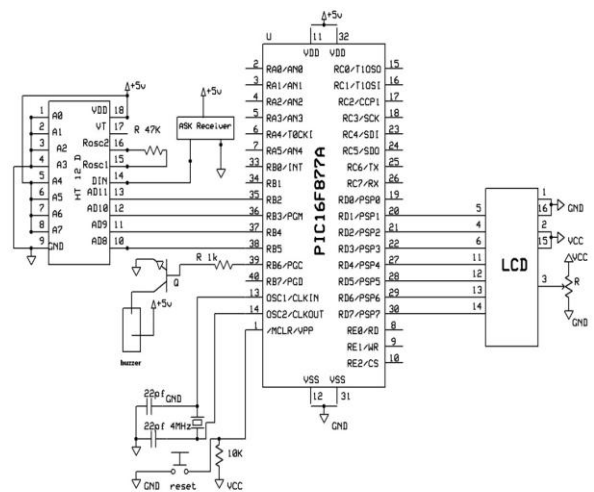 +5v
U
11 32
VDD VDD
2 RA0/AN0 RC0/T1OSO 15
3 RA1/AN1 RC1/T1OSI 16
4 RA2/AN2 RC2/CCP1 17
5 RA3/AN3 RC3/SCK 18
6 RA4/T0CKI RC4/SDI 23
7 RA5/AN4 RC5/SDO 24
33 RB0/INT RC6/TX 25
34 RB1 RC7/RX 26
35 RB2 RD0/PSP0 19
36 RB3/PGM RD1/PSP1 20
37 RB4 RD2/PSP2 21
38 RB5 RD3/PSP3 22
39 RB6/PGC RD4/PSP4 27
40 RB7/PGD RD5/PSP5 28
13 OSC1/CLKIN RD6/PSP6 29
14 OSC2/CLKOUT RD7/PSP7 30
1 /MCLR/VPP RE0/RD 8
RE1/WR 9
RE2/CS 10
VSS VSS
12 31
GND
PIC16F877A
+5v
1 A0 VDD 18
2 A1 VT 17
3 A2 Rosc2 16
4 A3 Rosc1 15
5 A4 DIN 14
6 A5 AD11 13
7 A6 AD10 12
8 A7 AD9 11
9 GND AD8 10
HT 12 D
R 47K
+5v
ASK Receiver
R 1k
Q
+5v
buzzer
22pf
GND
22pf 4MHz
10K
GND reset VCC
LCD
5
4
6
11
12
13
14
1
16
GND
2
15
VCC
VCC
3
R
GND